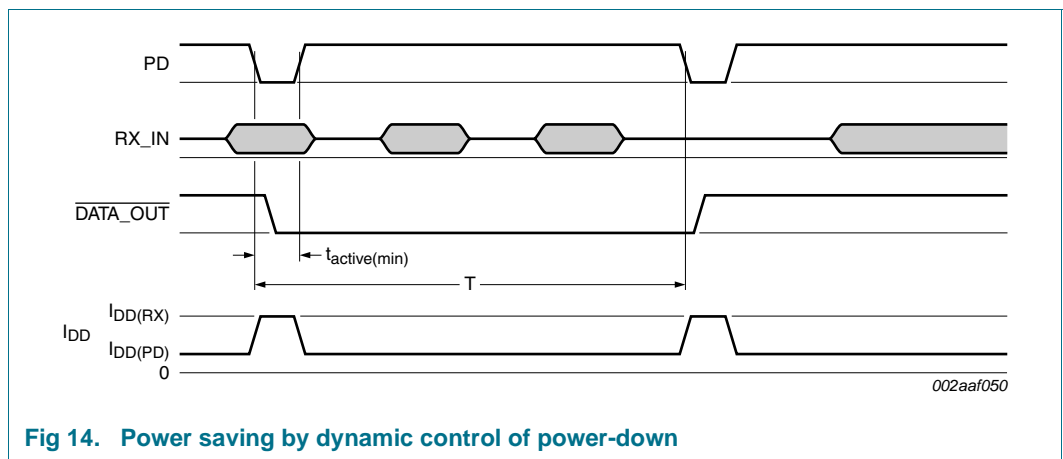 PD
RX_IN
DATA_OUT
tactive(min)
T
IDD(RX)
IDD
IDD(PD)
0
002aaf050
Fig 14. Power saving by dynamic control of power-down